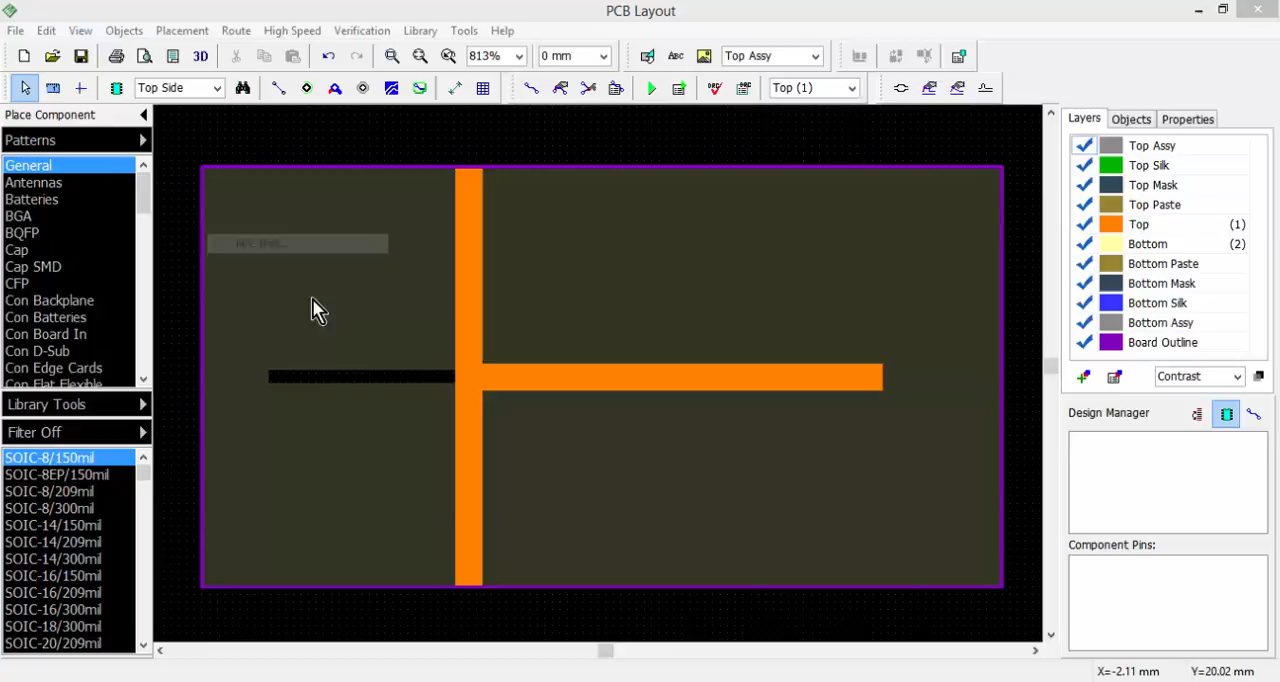 PCB Layout
File Edit View Objects Placement Route High Speed Verification Library Tools Help
3D 813% 0 mm ABC Top Assy
Top Side DRC Top (1)
Place Component
Patterns
General
Antennas
Batteries
BGA
BQFP
Cap
Cap SMD
CFP
Con Backplane
Con Batteries
Con Board In
Con D-Sub
Con Edge Cards
Con Flat Flexible
Library Tools
Filter Off
SOIC-8/150mil
SOIC-8EP/150mil
SOIC-8/209mil
SOIC-8/300mil
SOIC-14/150mil
SOIC-14/209mil
SOIC-14/300mil
SOIC-16/150mil
SOIC-16/209mil
SOIC-16/300mil
SOIC-18/300mil
SOIC-20/209mil
Layers Objects Properties
Top Assy
Top Silk
Top Mask
Top Paste
Top (1)
Bottom (2)
Bottom Paste
Bottom Mask
Bottom Silk
Bottom Assy
Board Outline
Contrast
Design Manager
Component Pins:
X=-2.11 mm Y=20.02 mm